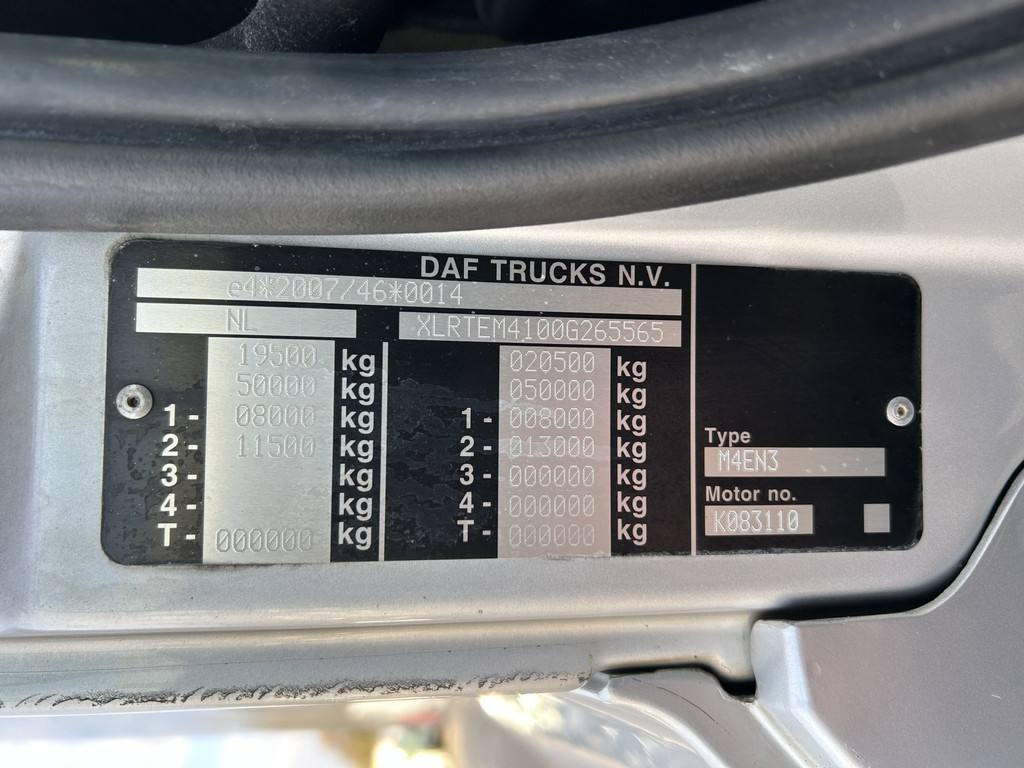 DAF TRUCKS N.V.
e4*2007/46*0014
NL XLRTEM4100G265565
19500 kg 020500 kg
50000 kg 050000 kg
1- 08000 kg 1- 008000 kg
2- 11500 kg 2- 013000 kg
3- kg 3- 000000 kg
4- kg 4- 000000 kg
T- 000000 kg T- 000000 kg
Type
M4EN3
Motor no.
K083110